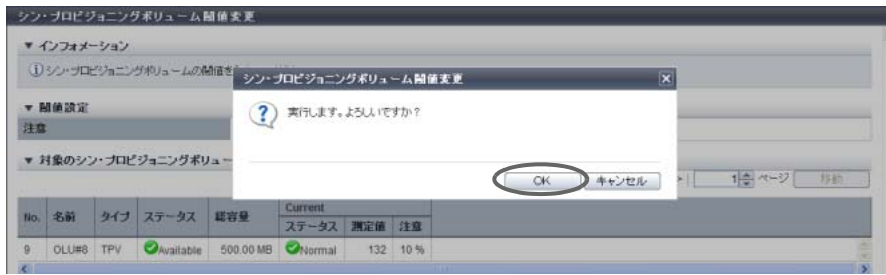 シン・プロビジョニングボリューム閾値変更
▼ インフォメーション
シン・プロビジョニングボリュームの閾値を
シン・プロビジョニングボリューム閾値変更
実行します。よろしいですか？
OK キャンセル
▼ 閾値設定
注意
▼ 対象のシン・プロビジョニングボリュー
1 ページ 移動
No. 名前 タイプ ステータス 総容量 Current
ステータス 測定値 注意
9 OLU#8 TPV Available 500.00 MB Normal 132 10 %